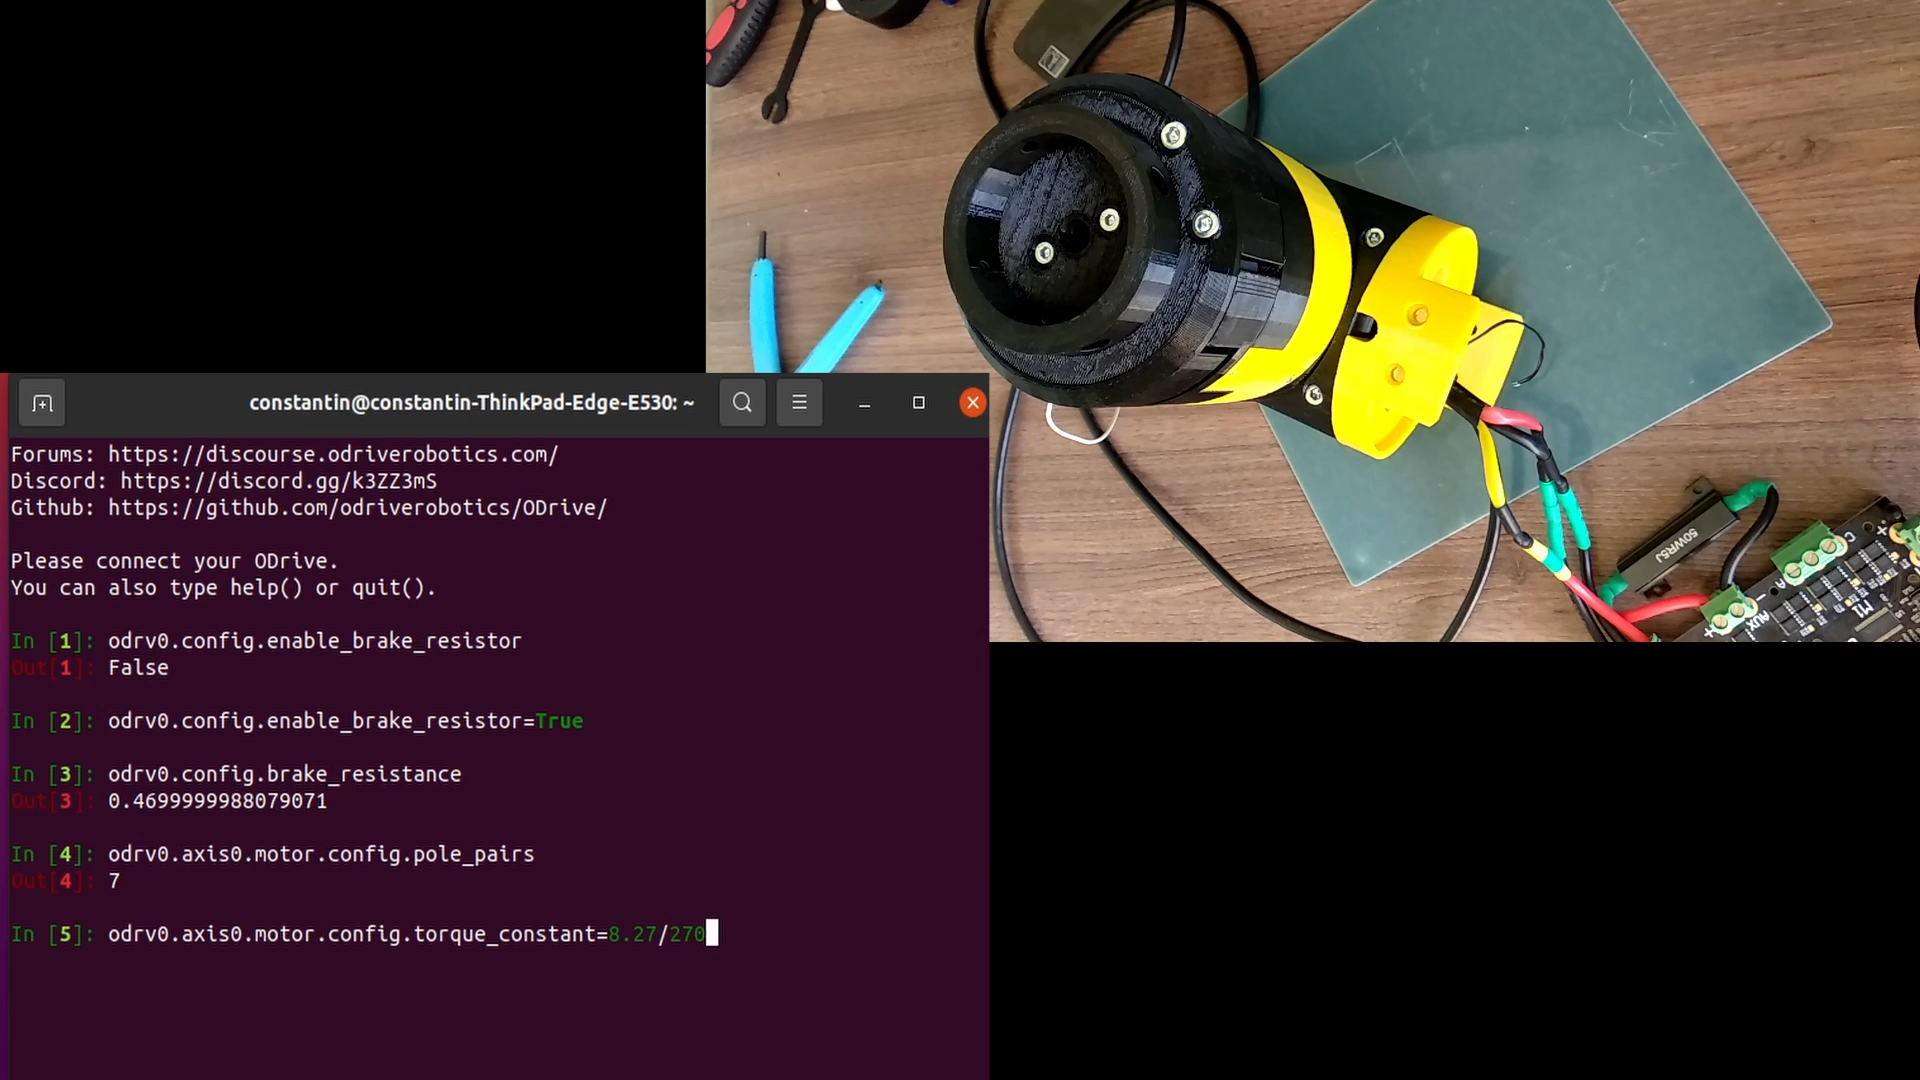 constantin@constantin-ThinkPad-Edge-E530: ~
Forums: https://discourse.odriverobotics.com/
Discord: https://discord.gg/k3ZZ3mS
Github: https://github.com/odriverobotics/ODrive/
Please connect your ODrive.
You can also type help() or quit().
In [1]: odrv0.config.enable_brake_resistor
Out[1]: False
In [2]: odrv0.config.enable_brake_resistor=True
In [3]: odrv0.config.brake_resistance
Out[3]: 0.4699999988079071
In [4]: odrv0.axis0.motor.config.pole_pairs
Out[4]: 7
In [5]: odrv0.axis0.motor.config.torque_constant=8.27/270
50WR5J
A
C
M1
AUX
+
-
+